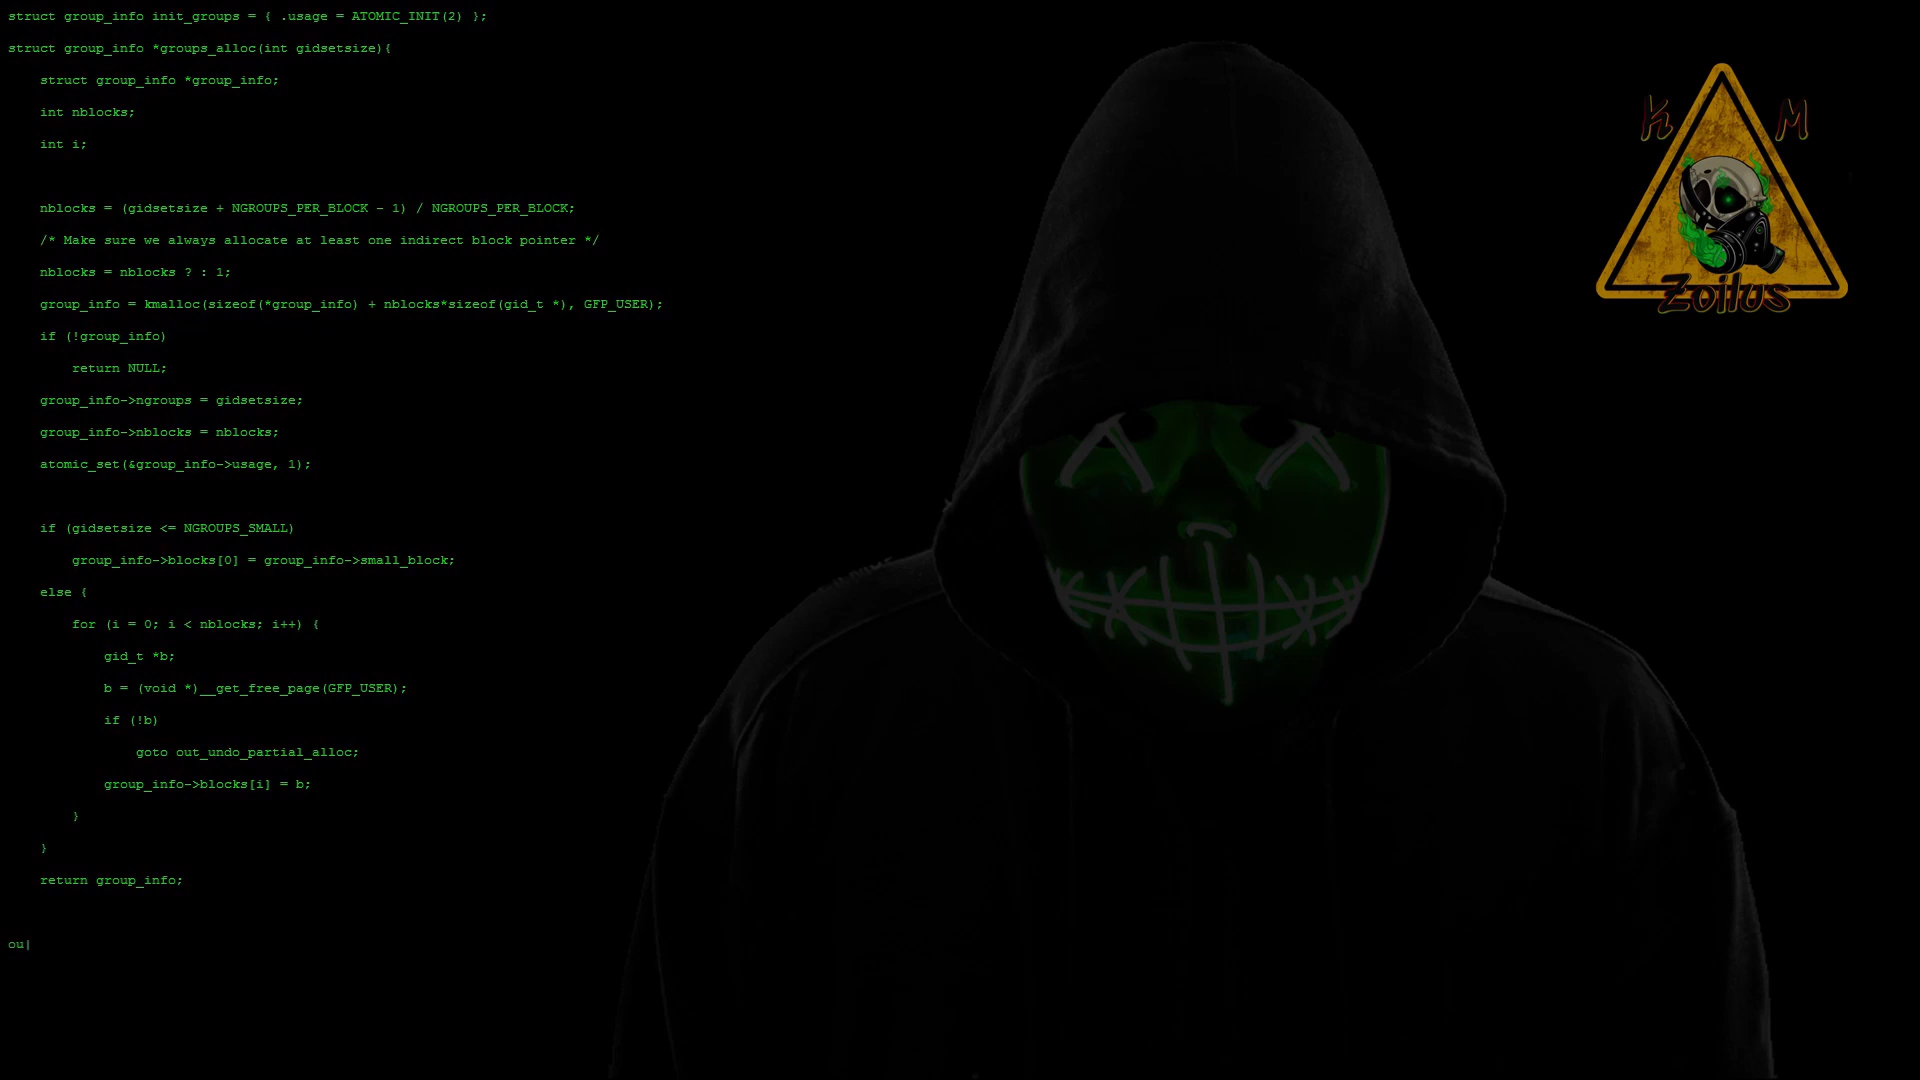 struct group_info init_groups = { .usage = ATOMIC_INIT(2) };
struct group_info *groups_alloc(int gidsetsize){
    struct group_info *group_info;
    int nblocks;
    int i;
    nblocks = (gidsetsize + NGROUPS_PER_BLOCK - 1) / NGROUPS_PER_BLOCK;
    /* Make sure we always allocate at least one indirect block pointer */
    nblocks = nblocks ? : 1;
    group_info = kmalloc(sizeof(*group_info) + nblocks*sizeof(gid_t *), GFP_USER);
    if (!group_info)
        return NULL;
    group_info->ngroups = gidsetsize;
    group_info->nblocks = nblocks;
    atomic_set(&group_info->usage, 1);
    if (gidsetsize <= NGROUPS_SMALL)
        group_info->blocks[0] = group_info->small_block;
    else {
        for (i = 0; i < nblocks; i++) {
            gid_t *b;
            b = (void *)__get_free_page(GFP_USER);
            if (!b)
                goto out_undo_partial_alloc;
            group_info->blocks[i] = b;
        }
    }
    return group_info;
ou|
K M
Zoilus